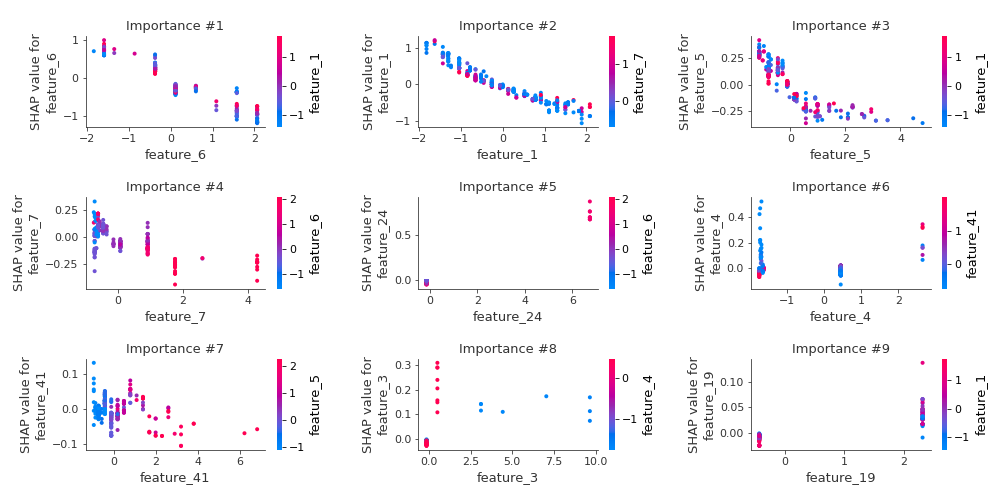 Importance #1
SHAP value for
feature_6
1
0
−1
−2
−1
0
1
2
feature_6
1
0
−1
feature_1
Importance #2
SHAP value for
feature_1
1
0
−1
−2
−1
0
1
2
feature_1
1
0
feature_7
Importance #3
SHAP value for
feature_5
0.25
0.00
−0.25
0
2
4
feature_5
1
0
−1
feature_1
Importance #4
SHAP value for
feature_7
0.25
0.00
−0.25
0
2
4
feature_7
2
1
0
−1
feature_6
Importance #5
SHAP value for
feature_24
0.5
0.0
0
2
4
6
feature_24
2
1
0
−1
feature_6
Importance #6
SHAP value for
feature_4
0.4
0.2
0.0
−1
0
1
2
feature_4
1
0
feature_41
Importance #7
SHAP value for
feature_41
0.1
0.0
−0.1
0
2
4
6
feature_41
2
1
0
−1
feature_5
Importance #8
SHAP value for
feature_3
0.3
0.2
0.1
0.0
0.0
2.5
5.0
7.5
10.0
feature_3
0
−1
feature_4
Importance #9
SHAP value for
feature_19
0.10
0.05
0.00
0
1
2
feature_19
1
0
−1
feature_1